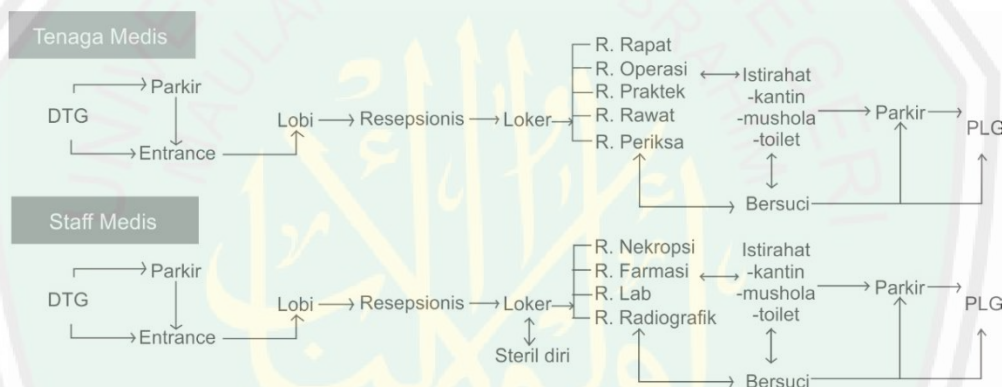 Tenaga Medis
DTG
Parkir
Entrance
Lobi
Resepsionis
Loker
R. Rapat
R. Operasi
R. Praktek
R. Rawat
R. Periksa
Istirahat
-kantin
-mushola
-toilet
Bersuci
Parkir
PLG
Staff Medis
DTG
Parkir
Entrance
Lobi
Resepsionis
Loker
Steril diri
R. Nekropsi
R. Farmasi
R. Lab
R. Radiografik
Istirahat
-kantin
-mushola
-toilet
Bersuci
Parkir
PLG